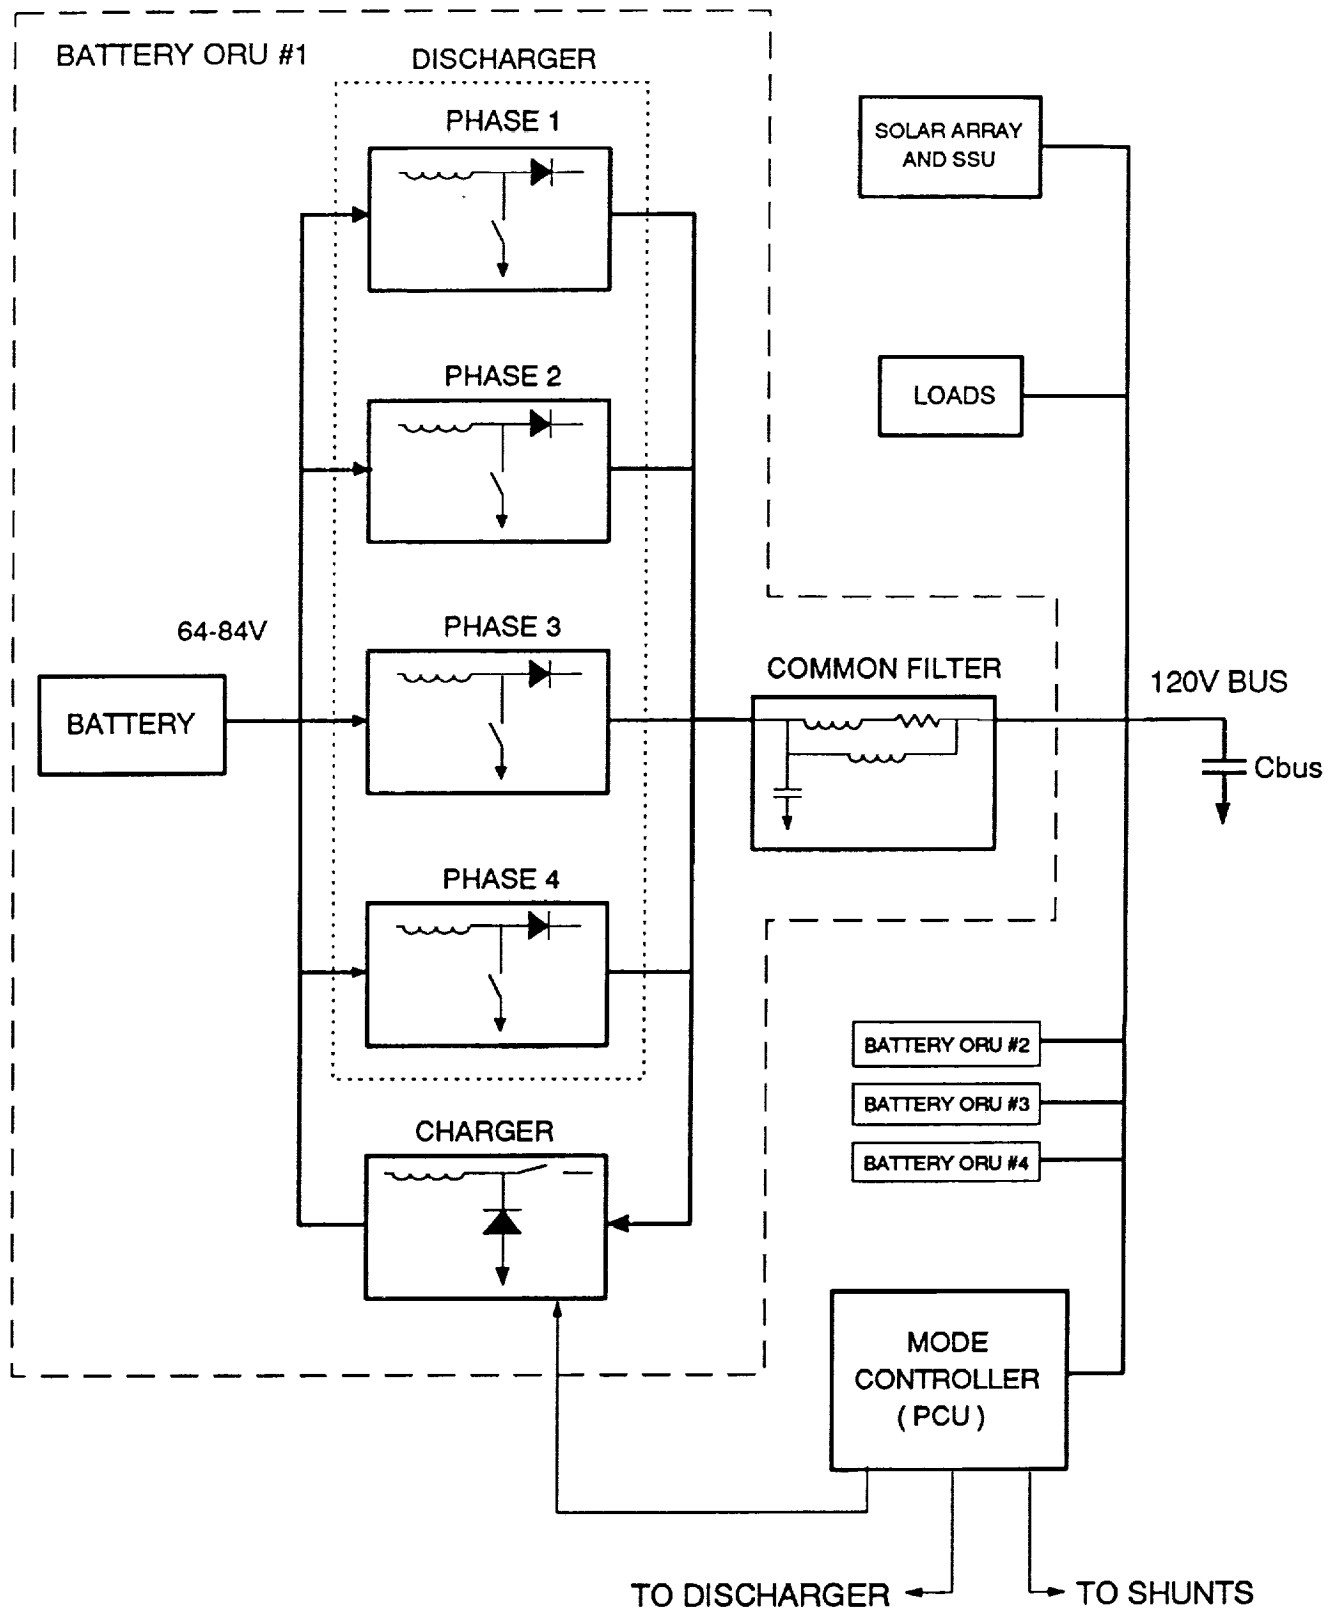 BATTERY ORU #1
DISCHARGER
PHASE 1
SOLAR ARRAY
AND SSU
PHASE 2
LOADS
PHASE 3
64-84V
COMMON FILTER
120V BUS
BATTERY
Cbus
PHASE 4
BATTERY ORU #2
BATTERY ORU #3
BATTERY ORU #4
CHARGER
MODE
CONTROLLER
( PCU )
TO DISCHARGER
TO SHUNTS